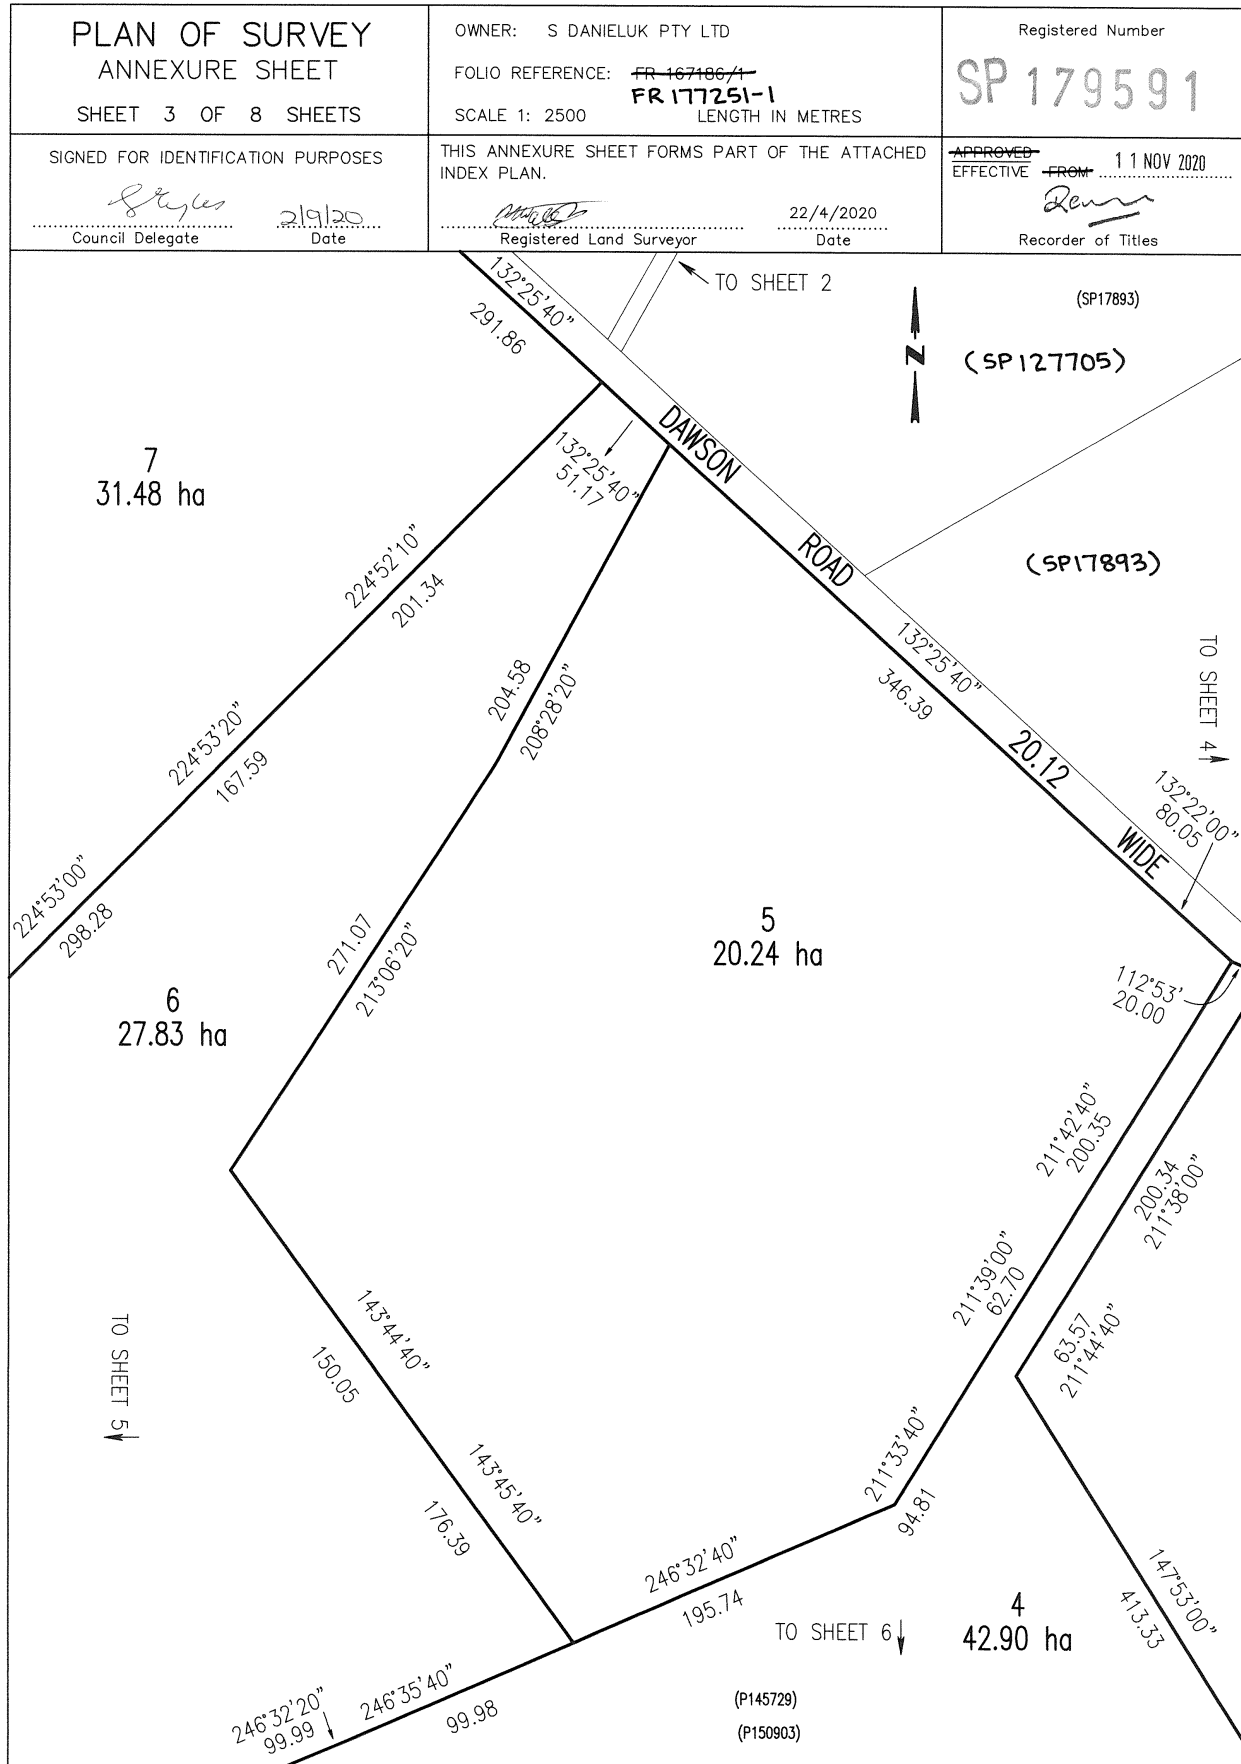 PLAN OF SURVEY
ANNEXURE SHEET
SHEET 3 OF 8 SHEETS
OWNER: S DANIELUK PTY LTD
FOLIO REFERENCE: FR 167186/1
FR 177251-1
SCALE 1: 2500 LENGTH IN METRES
Registered Number
SP 179591
SIGNED FOR IDENTIFICATION PURPOSES
2/9/20
Council Delegate Date
THIS ANNEXURE SHEET FORMS PART OF THE ATTACHED
INDEX PLAN.
22/4/2020
Registered Land Surveyor Date
APPROVED
EFFECTIVE FROM 11 NOV 2020
Recorder of Titles
132°25'40"
291.86
TO SHEET 2
(SP17893)
N
(SP127705)
DAWSON
132°25'40"
51.17
7
31.48 ha
224°52'10"
201.34
ROAD
(SP17893)
204.58
208°28'20"
132°25'40"
346.39
TO SHEET 4
224°53'20"
167.59
20.12
132°22'00"
80.05
WIDE
224°53'00"
298.28
271.07
213°06'20"
5
20.24 ha
112°53'
20.00
6
27.83 ha
211°42'40"
200.35
200.34
211°38'00"
211°39'00"
62.70
63.57
211°44'40"
TO SHEET 5
143°44'40"
150.05
143°45'40"
176.39
211°33'40"
94.81
246°32'40"
195.74
147°53'00"
413.33
TO SHEET 6
4
42.90 ha
246°32'20"
99.99
246°35'40"
99.98
(P145729)
(P150903)